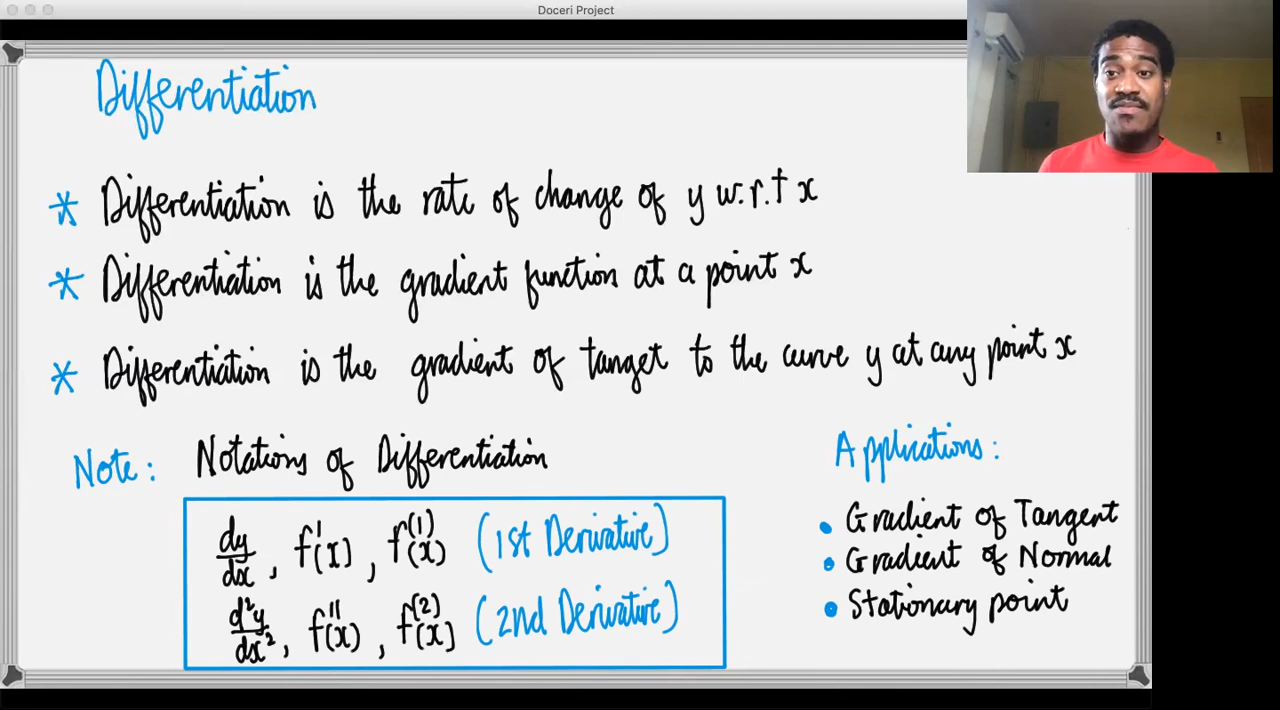 Doceri Project
Differentiation
* Differentiation is the rate of change of y w.r.t x
* Differentiation is the gradient function at a point x
* Differentiation is the gradient of tanget to the curve y at any point x
Note: Notations of Differentiation
dy/dx, f'(x), f^(1)(x) (1st Derivative)
d²y/dx², f''(x), f^(2)(x) (2nd Derivative)
Applications:
• Gradient of Tangent
• Gradient of Normal
• Stationary point